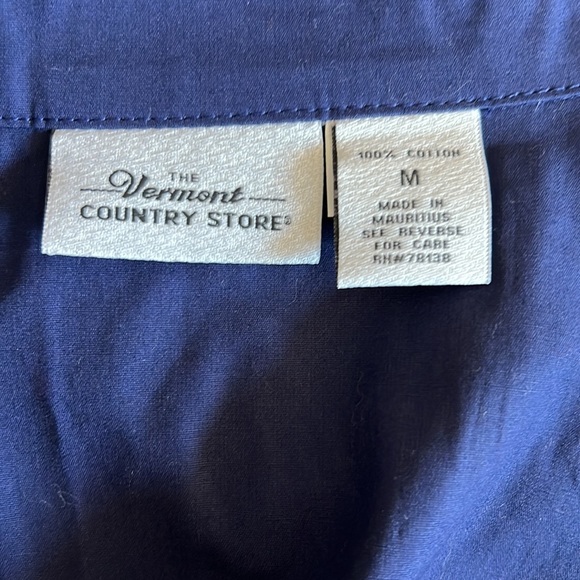 THE
Vermont
COUNTRY STORE®
100% COTTON
M
MADE IN
MAURITIUS
SEE REVERSE
FOR CARE
RN#78138